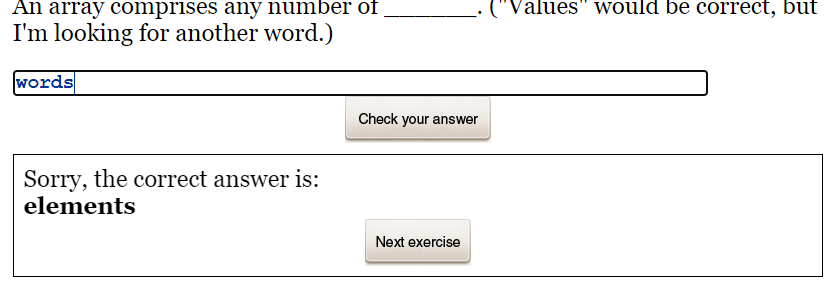 An array comprises any number of ______. ("Values" would be correct, but
I'm looking for another word.)
words
Check your answer
Sorry, the correct answer is:
elements
Next exercise